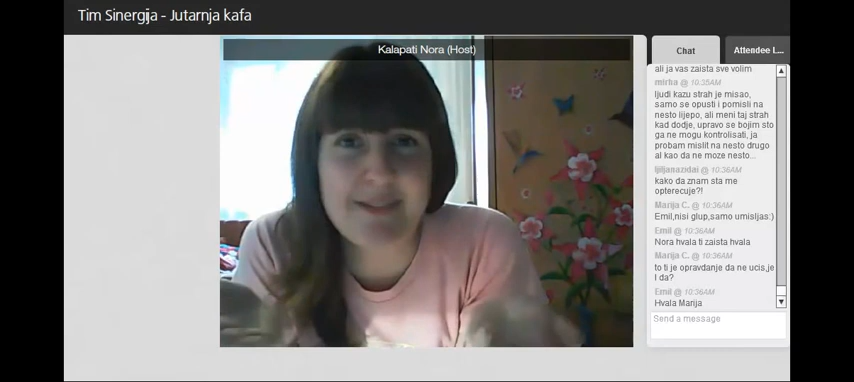 Tim Sinergija - Jutarnja kafa
Kalapati Nora (Host)
Chat
Attendee L...
ali ja vas zaista sve volim
mirha @ 10:35AM
ljudi kazu strah je misao,
samo se opusti i pomisli na
nesto lijepo, ali meni taj strah
kad dodje, upravo se bojim sto
ga ne mogu kontrolisati, ja
probam mislit na nesto drugo
al kao da ne moze nesto...
@ 10:36AM
kako da znam sta me
opterecuje?!
Marija C. @ 10:36AM
Emil,nisi glup,samo umisljas:)
Emil @ 10:36AM
Nora hvala ti zaista hvala
Marija C. @ 10:36AM
to ti je opravdanje da ne ucis,je
l da?
Emil @ 10:36AM
Hvala Marija
Send a message